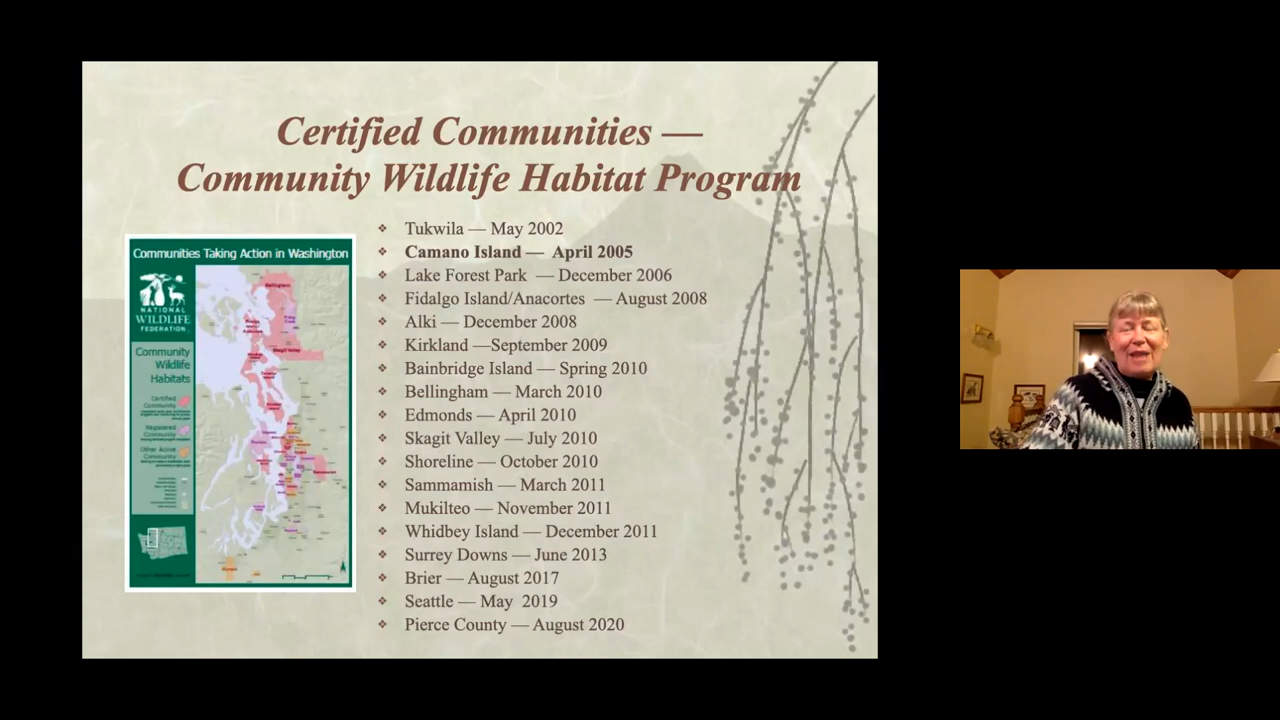 Certified Communities —
Community Wildlife Habitat Program
Communities Taking Action in Washington
NATIONAL
WILDLIFE
FEDERATION
Community
Wildlife
Habitats
Certified
Community
Registered
Community
Other Active
Community
Bellingham
Skagit Valley
❖ Tukwila — May 2002
❖ Camano Island — April 2005
❖ Lake Forest Park — December 2006
❖ Fidalgo Island/Anacortes — August 2008
❖ Alki — December 2008
❖ Kirkland —September 2009
❖ Bainbridge Island — Spring 2010
❖ Bellingham — March 2010
❖ Edmonds — April 2010
❖ Skagit Valley — July 2010
❖ Shoreline — October 2010
❖ Sammamish — March 2011
❖ Mukilteo — November 2011
❖ Whidbey Island — December 2011
❖ Surrey Downs — June 2013
❖ Brier — August 2017
❖ Seattle — May 2019
❖ Pierce County — August 2020